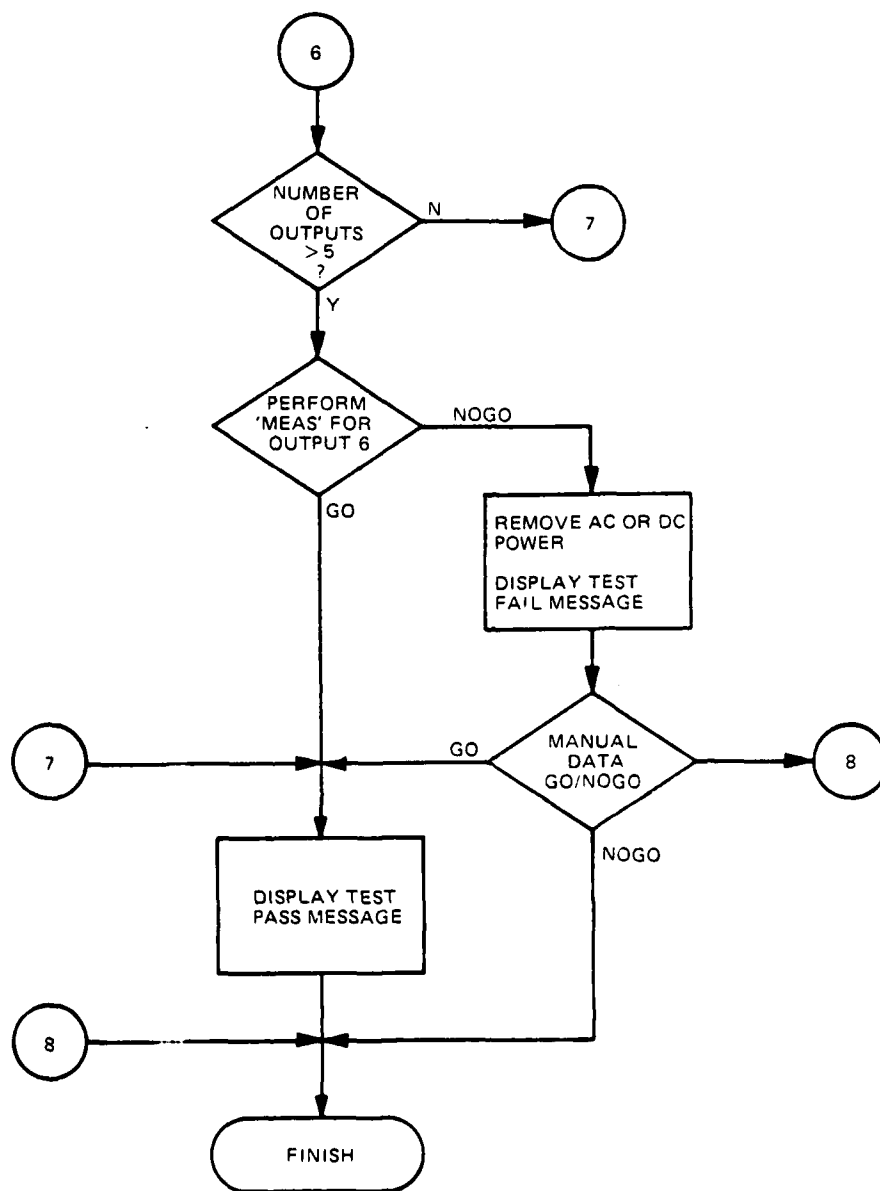 6
NUMBER
OF
OUTPUTS
>5
?
N
7
Y
PERFORM
'MEAS' FOR
OUTPUT 6
NOGO
GO
REMOVE AC OR DC
POWER
DISPLAY TEST
FAIL MESSAGE
7
GO
MANUAL
DATA
GO/NOGO
8
NOGO
DISPLAY TEST
PASS MESSAGE
8
FINISH